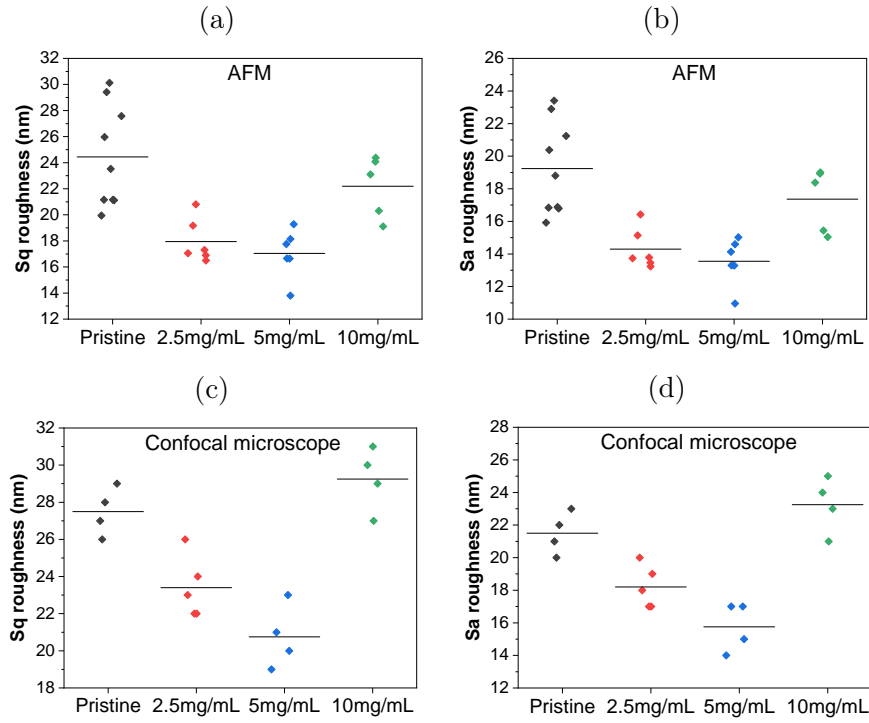 (a)
AFM
Sq roughness (nm)
32
30
28
26
24
22
20
18
16
14
12
Pristine 2.5mg/mL 5mg/mL 10mg/mL
(b)
AFM
Sa roughness (nm)
26
24
22
20
18
16
14
12
10
Pristine 2.5mg/mL 5mg/mL 10mg/mL
(c)
Confocal microscope
Sq roughness (nm)
32
30
28
26
24
22
20
18
Pristine 2.5mg/mL 5mg/mL 10mg/mL
(d)
Confocal microscope
Sa roughness (nm)
28
26
24
22
20
18
16
14
12
Pristine 2.5mg/mL 5mg/mL 10mg/mL